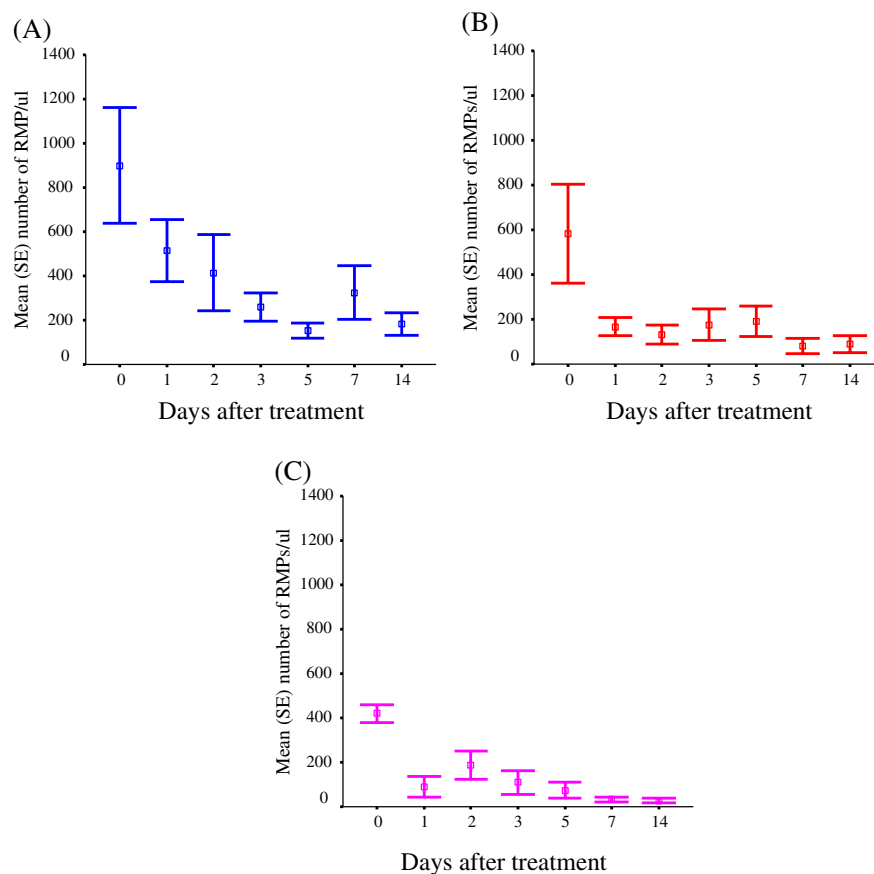 (A)
Mean (SE) number of RMP/ul
1400
1200
1000
800
600
400
200
0
0 1 2 3 5 7 14
Days after treatment
(B)
Mean (SE) number of RMPs/ul
1400
1200
1000
800
600
400
200
0
0 1 2 3 5 7 14
Days after treatment
(C)
Mean (SE) number of RMPs/ul
1400
1200
1000
800
600
400
200
0
0 1 2 3 5 7 14
Days after treatment